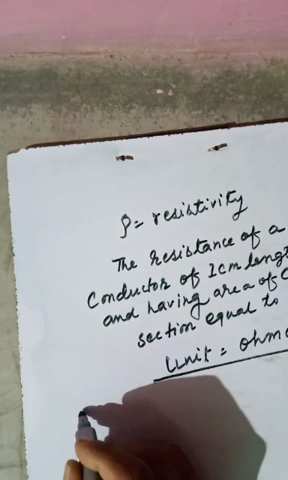 ρ = resistivity
The resistance of a
conductor of 1cm length
and having area of C
section equal to
Unit = ohm